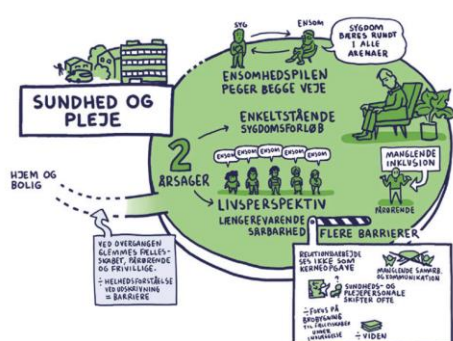 SYG
ENSOM
SYGDOM
BÆRES RUNDT
I ALLE
ARENAER
ENSOMHEDSPILEN
PEGER BEGGE VEJE
SUNDHED OG
PLEJE
ENKELTSTÅENDE
SYGDOMSFORLØB
2
ÅRSAGER
ENSOM
ENSOM
ENSOM
ENSOM
ENSOM
LIVSPERSPEKTIV
LÆNGEREVARENDE
SÅRBARHED
MANGLENDE
INKLUSION
PÅRØRENDE
HJEM OG
BOLIG
VED OVERGANGEN
GLEMMES FÆLLES-
SKABET, PÅRØRENDE
OG FRIVILLIGE.
÷ HELHEDSFORSTÅELSE
VED UDSKRIVNING
= BARRIERE
FLERE BARRIERER
RELATIONSARBEJDE
SES IKKE SOM
KERNEOPGAVE
MANGLENDE SAMARB.
OG KOMMUNIKATION
SUNDHEDS- OG
PLEJEPERSONALE
SKIFTER OFTE
÷ FOKUS PÅ
BROBYGNING
TIL FÆLLESSKABER
UNDER
÷ VIDEN